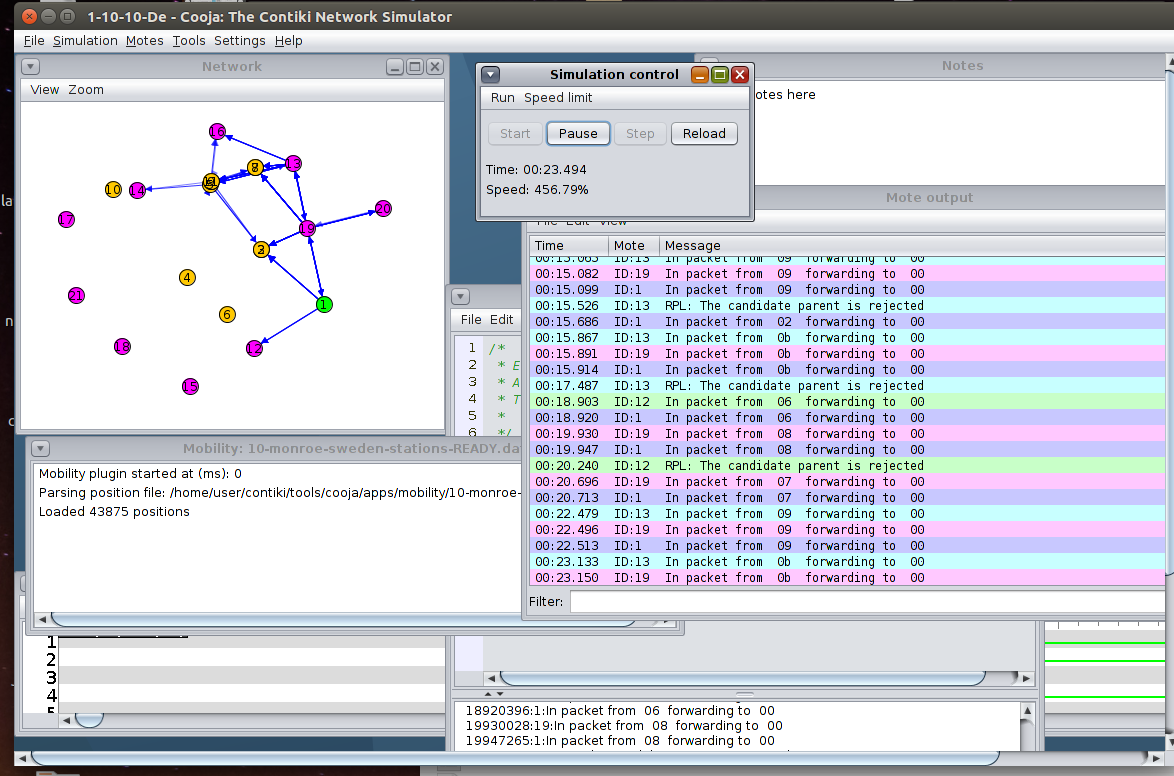 1-10-10-De - Cooja: The Contiki Network Simulator
File Simulation Motes Tools Settings Help
Network
View Zoom
16
13
10
14
17
20
19
4
21
6
1
18
12
15
Simulation control
Run Speed limit
Start Pause Step Reload
Time: 00:23.494
Speed: 456.79%
Notes
otes here
Mote output
File Edit View
Time Mote Message
00:15.065 ID:13 In packet from 09 forwarding to 00
00:15.082 ID:19 In packet from 09 forwarding to 00
00:15.099 ID:1 In packet from 09 forwarding to 00
00:15.526 ID:13 RPL: The candidate parent is rejected
00:15.686 ID:1 In packet from 02 forwarding to 00
00:15.867 ID:13 In packet from 0b forwarding to 00
00:15.891 ID:19 In packet from 0b forwarding to 00
00:15.914 ID:1 In packet from 0b forwarding to 00
00:17.487 ID:13 RPL: The candidate parent is rejected
00:18.903 ID:12 In packet from 06 forwarding to 00
00:18.920 ID:1 In packet from 06 forwarding to 00
00:19.930 ID:19 In packet from 08 forwarding to 00
00:19.947 ID:1 In packet from 08 forwarding to 00
00:20.240 ID:12 RPL: The candidate parent is rejected
00:20.696 ID:19 In packet from 07 forwarding to 00
00:20.713 ID:1 In packet from 07 forwarding to 00
00:22.479 ID:13 In packet from 09 forwarding to 00
00:22.496 ID:19 In packet from 09 forwarding to 00
00:22.513 ID:1 In packet from 09 forwarding to 00
00:23.133 ID:13 In packet from 0b forwarding to 00
00:23.150 ID:19 In packet from 0b forwarding to 00
Filter:
File Edit
1 /*
2 * E
3 * A
4 * T
5 *
6 */
Mobility: 10-monroe-sweden-stations-READY.da
Mobility plugin started at (ms): 0
Parsing position file: /home/user/contiki/tools/cooja/apps/mobility/10-monroe-
Loaded 43875 positions
1
2
3
4
5
18920396:1:In packet from 06 forwarding to 00
19930028:19:In packet from 08 forwarding to 00
19947265:1:In packet from 08 forwarding to 00